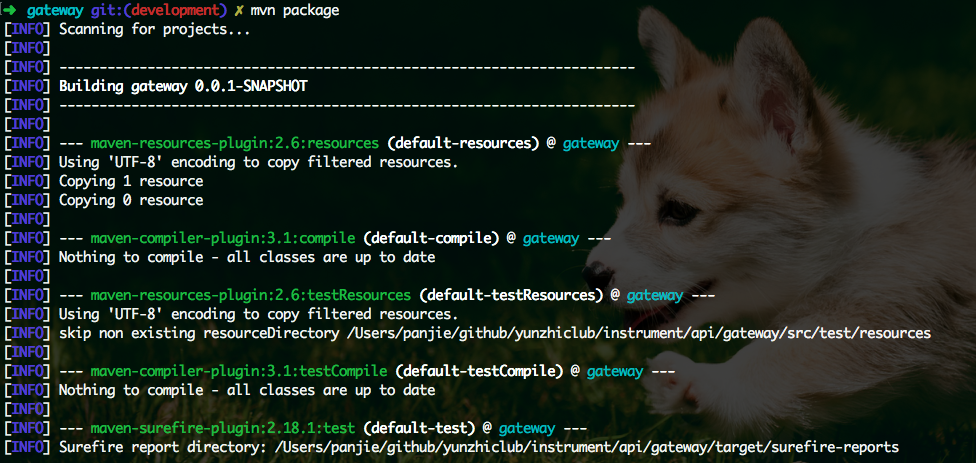 ➜ gateway git:(development) ✗ mvn package
[INFO] Scanning for projects...
[INFO]
[INFO] ------------------------------------------------------------------------
[INFO] Building gateway 0.0.1-SNAPSHOT
[INFO] ------------------------------------------------------------------------
[INFO]
[INFO] --- maven-resources-plugin:2.6:resources (default-resources) @ gateway ---
[INFO] Using 'UTF-8' encoding to copy filtered resources.
[INFO] Copying 1 resource
[INFO] Copying 0 resource
[INFO]
[INFO] --- maven-compiler-plugin:3.1:compile (default-compile) @ gateway ---
[INFO] Nothing to compile - all classes are up to date
[INFO]
[INFO] --- maven-resources-plugin:2.6:testResources (default-testResources) @ gateway ---
[INFO] Using 'UTF-8' encoding to copy filtered resources.
[INFO] skip non existing resourceDirectory /Users/panjie/github/yunzhiclub/instrument/api/gateway/src/test/resources
[INFO]
[INFO] --- maven-compiler-plugin:3.1:testCompile (default-testCompile) @ gateway ---
[INFO] Nothing to compile - all classes are up to date
[INFO]
[INFO] --- maven-surefire-plugin:2.18.1:test (default-test) @ gateway ---
[INFO] Surefire report directory: /Users/panjie/github/yunzhiclub/instrument/api/gateway/target/surefire-reports